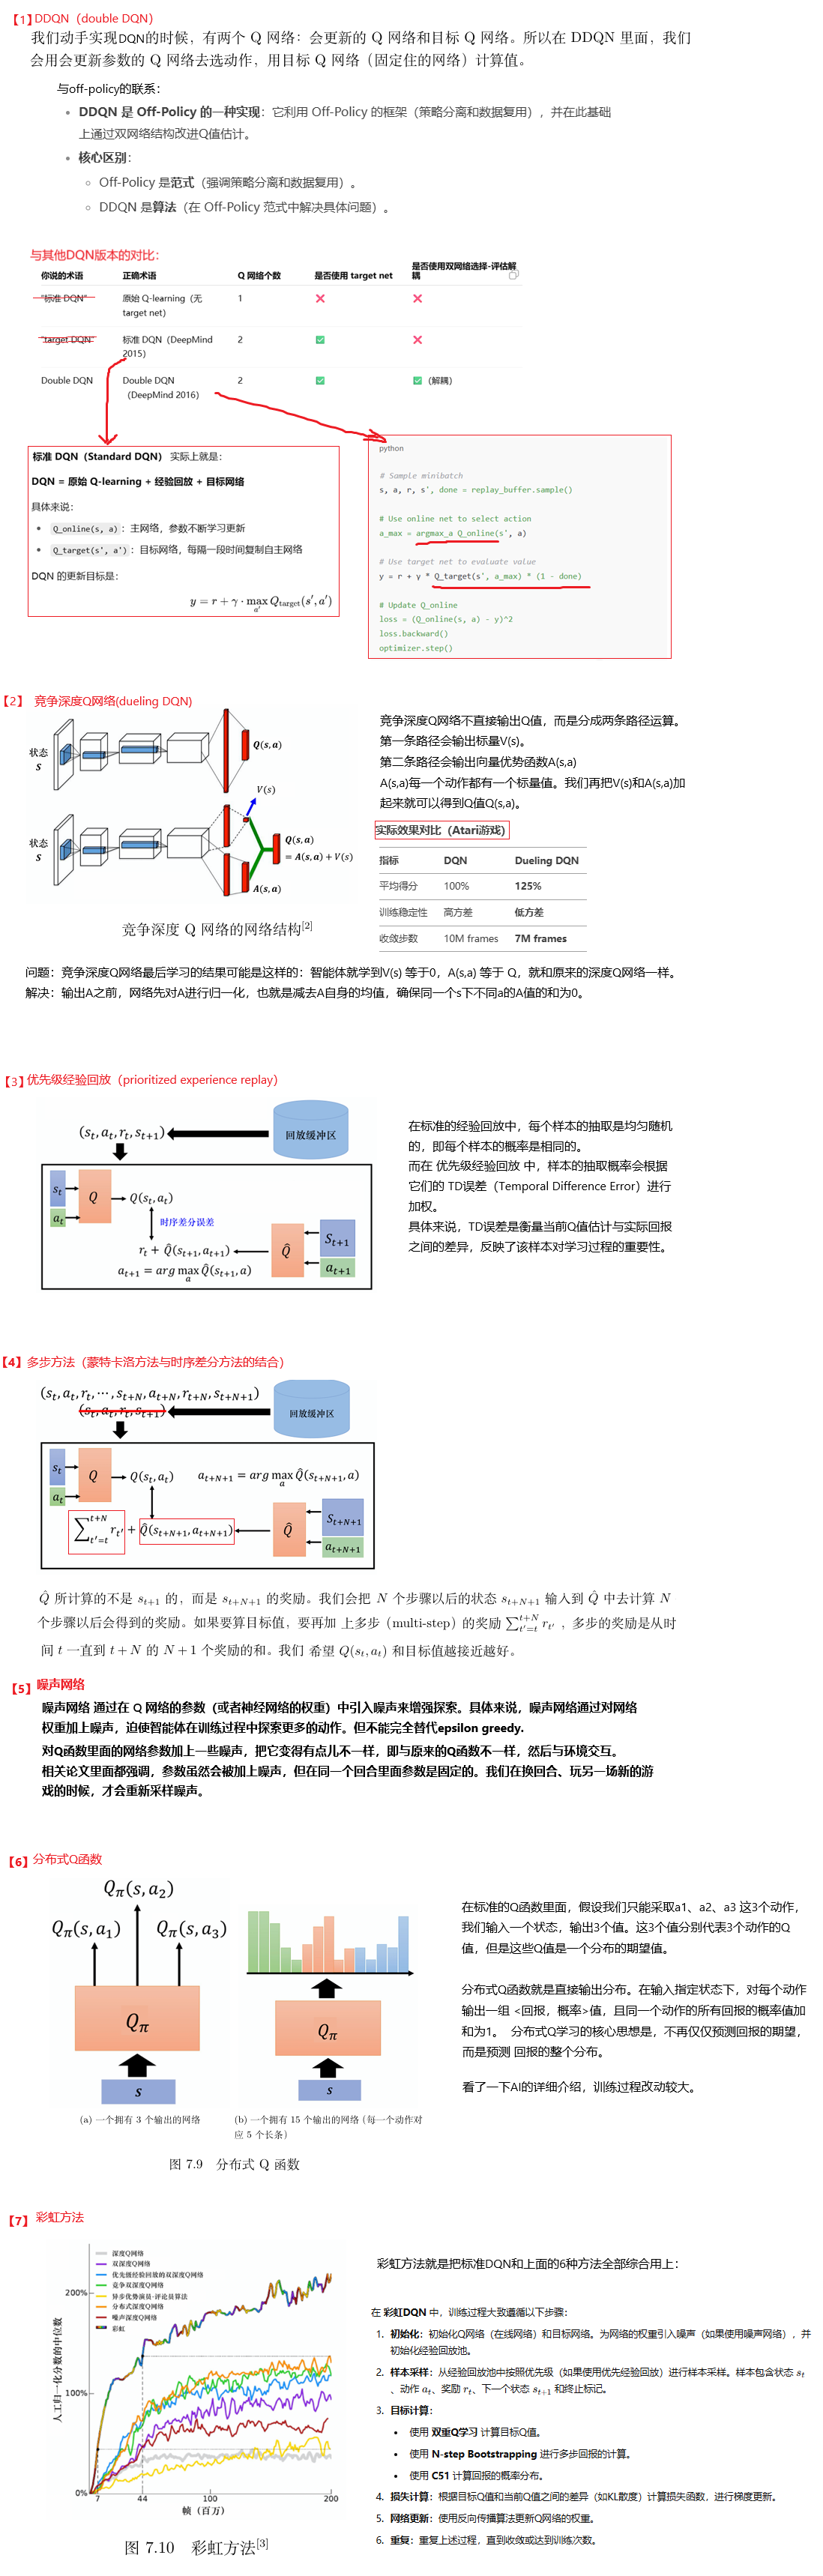 【1】DDQN（double DQN）
我们动手实现DQN的时候，有两个 Q 网络：会更新的 Q 网络和目标 Q 网络。所以在 DDQN 里面，我们
会用会更新参数的 Q 网络去选动作，用目标 Q 网络（固定住的网络）计算值。
与off-policy的联系：
• DDQN 是 Off-Policy 的一种实现：它利用 Off-Policy 的框架（策略分离和数据复用），并在此基础
上通过双网络结构改进Q值估计。
• 核心区别：
○ Off-Policy 是范式（强调策略分离和数据复用）。
○ DDQN 是算法（在 Off-Policy 范式中解决具体问题）。
与其他DQN版本的对比：
你说的术语 正确术语 Q 网络个数 是否使用 target net 是否使用双网络选择-评估解耦
"标准 DQN" 原始 Q-learning（无 target net） 1 ❌ ❌
"target DQN" 标准 DQN（DeepMind 2015） 2 ✅ ❌
Double DQN Double DQN（DeepMind 2016） 2 ✅ ✅（解耦）
标准 DQN（Standard DQN） 实际上就是：
DQN = 原始 Q-learning + 经验回放 + 目标网络
具体来说：
• Q_online(s, a)：主网络，参数不断学习更新
• Q_target(s', a')：目标网络，每隔一段时间复制自主网络
DQN 的更新目标是：
y = r + γ · max_{a'} Q_target(s', a')
python
# Sample minibatch
s, a, r, s', done = replay_buffer.sample()
# Use online net to select action
a_max = argmax_a Q_online(s', a)
# Use target net to evaluate value
y = r + γ * Q_target(s', a_max) * (1 - done)
# Update Q_online
loss = (Q_online(s, a) - y)^2
loss.backward()
optimizer.step()
【2】 竞争深度Q网络(dueling DQN)
状态
S
Q(s,a)
V(s)
状态
S
Q(s,a)
= A(s,a) + V(s)
A(s,a)
竞争深度 Q 网络的网络结构[2]
竞争深度Q网络不直接输出Q值，而是分成两条路径运算。
第一条路径会输出标量V(s)。
第二条路径会输出向量优势函数A(s,a)
A(s,a)每一个动作都有一个标量值。我们再把V(s)和A(s,a)加
起来就可以得到Q值Q(s,a)。
实际效果对比（Atari游戏）
指标 DQN Dueling DQN
平均得分 100% 125%
训练稳定性 高方差 低方差
收敛步数 10M frames 7M frames
问题：竞争深度Q网络最后学习的结果可能是这样的：智能体就学到V(s) 等于0，A(s,a) 等于 Q，就和原来的深度Q网络一样。
解决：输出A之前，网络先对A进行归一化，也就是减去A自身的均值，确保同一个s下不同a的A值的和为0。
【3】优先级经验回放（prioritized experience replay）
(s_t, a_t, r_t, s_{t+1})
回放缓冲区
s_t
a_t
Q
Q(s_t, a_t)
时序差分误差
r_t + Q̂(s_{t+1}, a_{t+1})
a_{t+1} = arg max_a Q̂(s_{t+1}, a)
Q̂
S_{t+1}
a_{t+1}
在标准的经验回放中，每个样本的抽取是均匀随机
的，即每个样本的概率是相同的。
而在 优先级经验回放 中，样本的抽取概率会根据
它们的 TD误差（Temporal Difference Error）进行
加权。
具体来说，TD误差是衡量当前Q值估计与实际回报
之间的差异，反映了该样本对学习过程的重要性。
【4】多步方法（蒙特卡洛方法与时序差分方法的结合）
(s_t, a_t, r_t, ⋯, s_{t+N}, a_{t+N}, r_{t+N}, s_{t+N+1})
(s_t, a_t, r_t, s_{t+1})
回放缓冲区
s_t
a_t
Q
Q(s_t, a_t)
a_{t+N+1} = arg max_a Q̂(s_{t+N+1}, a)
∑_{t'=t}^{t+N} r_{t'} + Q̂(s_{t+N+1}, a_{t+N+1})
Q̂
S_{t+N+1}
a_{t+N+1}
Q̂ 所计算的不是 s_{t+1} 的，而是 s_{t+N+1} 的奖励。我们会把 N 个步骤以后的状态 s_{t+N+1} 输入到 Q̂ 中去计算 N
个步骤以后会得到的奖励。如果要算目标值，要再加 上多步（multi-step）的奖励 ∑_{t'=t}^{t+N} r_{t'} ，多步的奖励是从时
间 t 一直到 t + N 的 N + 1 个奖励的和。我们 希望 Q(s_t, a_t) 和目标值越接近越好。
【5】噪声网络
噪声网络 通过在 Q 网络的参数（或者神经网络的权重）中引入噪声来增强探索。具体来说，噪声网络通过对网络
权重加上噪声，迫使智能体在训练过程中探索更多的动作。但不能完全替代epsilon greedy.
对Q函数里面的网络参数加上一些噪声，把它变得有点儿不一样，即与原来的Q函数不一样，然后与环境交互。
相关论文里面都强调，参数虽然会被加上噪声，但在同一个回合里面参数是固定的。我们在换回合、玩另一场新的游
戏的时候，才会重新采样噪声。
【6】分布式Q函数
Q_π(s, a_2)
Q_π(s, a_1) Q_π(s, a_3)
Q_π
s
Q_π
s
(a) 一个拥有 3 个输出的网络
(b) 一个拥有 15 个输出的网络 (每一个动作对
应 5 个长条)
图 7.9 分布式 Q 函数
在标准的Q函数里面，假设我们只能采取a1、a2、a3 这3个动作，
我们输入一个状态，输出3个值。这3个值分别代表3个动作的Q
值，但是这些Q值是一个分布的期望值。
分布式Q函数就是直接输出分布。在输入指定状态下，对每个动作
输出一组 <回报，概率>值，且同一个动作的所有回报的概率值加
和为1。 分布式Q学习的核心思想是，不再仅仅预测回报的期望，
而是预测 回报的整个分布。
看了一下AI的详细介绍，训练过程改动较大。
【7】彩虹方法
深度Q网络
双深度Q网络
优先级经验回放的双深度Q网络
竞争双深度Q网络
异步优势演员-评论员算法
分布式深度Q网络
噪声深度Q网络
彩虹
人工归一化分数的中位数
200%
100%
0%
7 44 100 200
帧（百万）
图 7.10 彩虹方法[3]
彩虹方法就是把标准DQN和上面的6种方法全部综合用上：
在 彩虹DQN 中，训练过程大致遵循以下步骤：
1. 初始化：初始化Q网络（在线网络）和目标网络。为网络的权重引入噪声（如果使用噪声网络），并
初始化经验回放池。
2. 样本采样：从经验回放池中按照优先级（如果使用优先经验回放）进行样本采样。样本包含状态 s_t
、动作 a_t、奖励 r_t、下一个状态 s_{t+1} 和终止标记。
3. 目标计算：
• 使用 双重Q学习 计算目标Q值。
• 使用 N-step Bootstrapping 进行多步回报的计算。
• 使用 C51 计算回报的概率分布。
4. 损失计算：根据目标Q值和当前Q值之间的差异（如KL散度）计算损失函数，进行梯度更新。
5. 网络更新：使用反向传播算法更新Q网络的权重。
6. 重复：重复上述过程，直到收敛或达到训练次数。